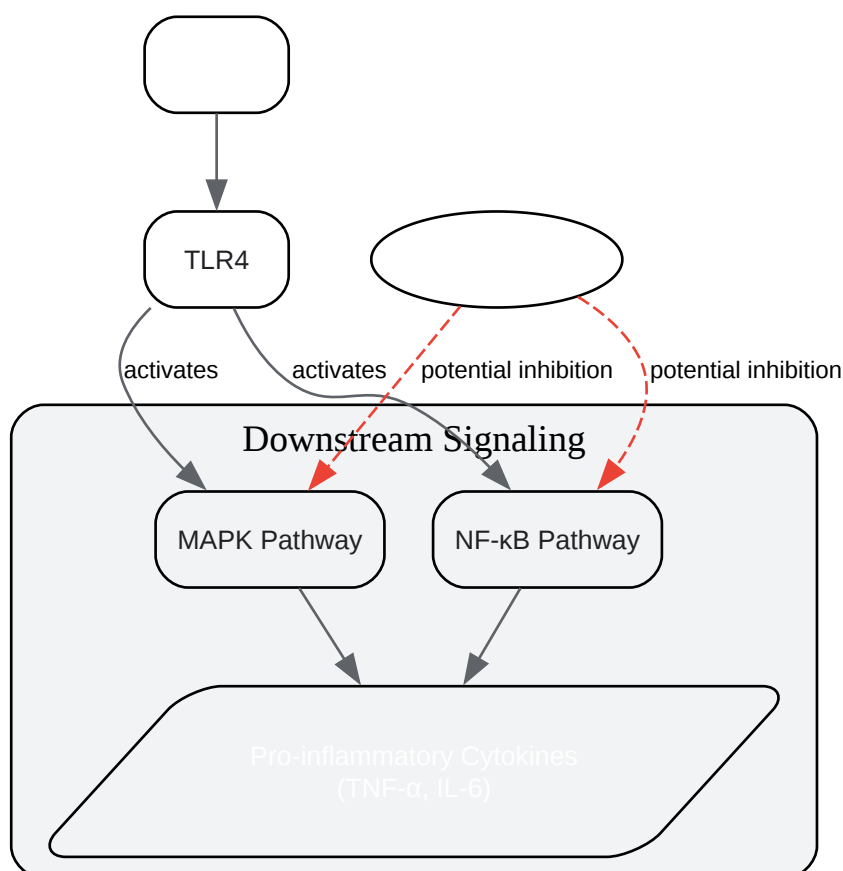 TLR4
activates
activates
potential inhibition
potential inhibition
Downstream Signaling
MAPK Pathway
NF-κB Pathway
Pro-inflammatory Cytokines
(TNF-α, IL-6)